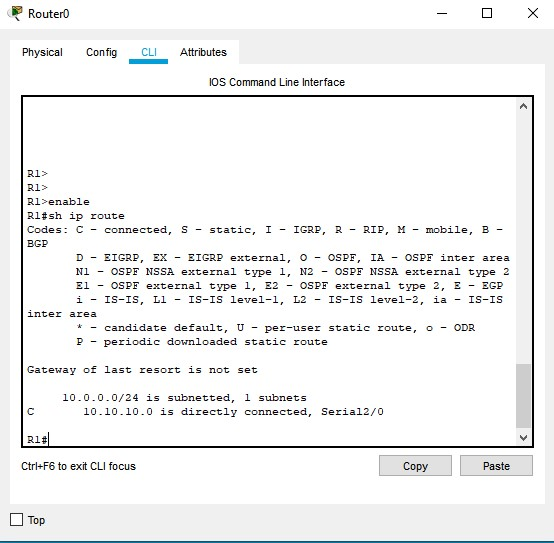 Router0
Physical Config CLI Attributes
IOS Command Line Interface
R1>
R1>
R1>enable
R1#sh ip route
Codes: C - connected, S - static, I - IGRP, R - RIP, M - mobile, B -
BGP
D - EIGRP, EX - EIGRP external, O - OSPF, IA - OSPF inter area
N1 - OSPF NSSA external type 1, N2 - OSPF NSSA external type 2
E1 - OSPF external type 1, E2 - OSPF external type 2, E - EGP
i - IS-IS, L1 - IS-IS level-1, L2 - IS-IS level-2, ia - IS-IS
inter area
* - candidate default, U - per-user static route, o - ODR
P - periodic downloaded static route
Gateway of last resort is not set
10.0.0.0/24 is subnetted, 1 subnets
C 10.10.10.0 is directly connected, Serial2/0
R1#
Ctrl+F6 to exit CLI focus
Copy Paste
Top